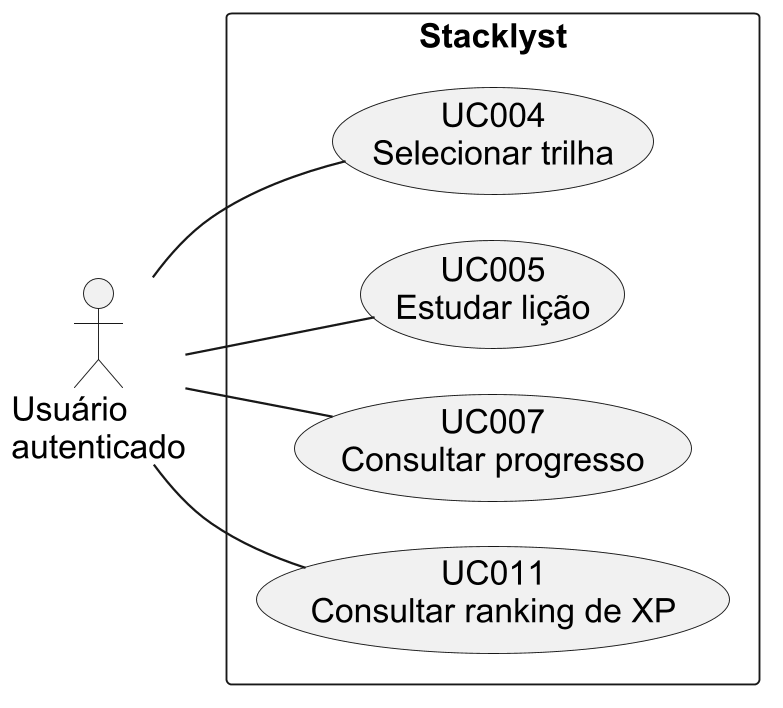 Stacklyst
UC004
Selecionar trilha
UC005
Estudar lição
Usuário
autenticado
UC007
Consultar progresso
UC011
Consultar ranking de XP